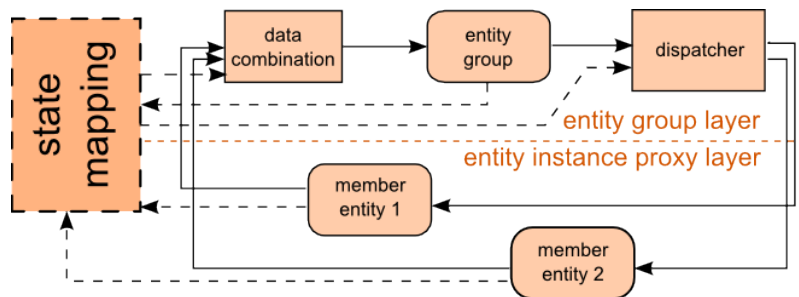 state
mapping
data
combination
entity
group
dispatcher
entity group layer
entity instance proxy layer
member
entity 1
member
entity 2